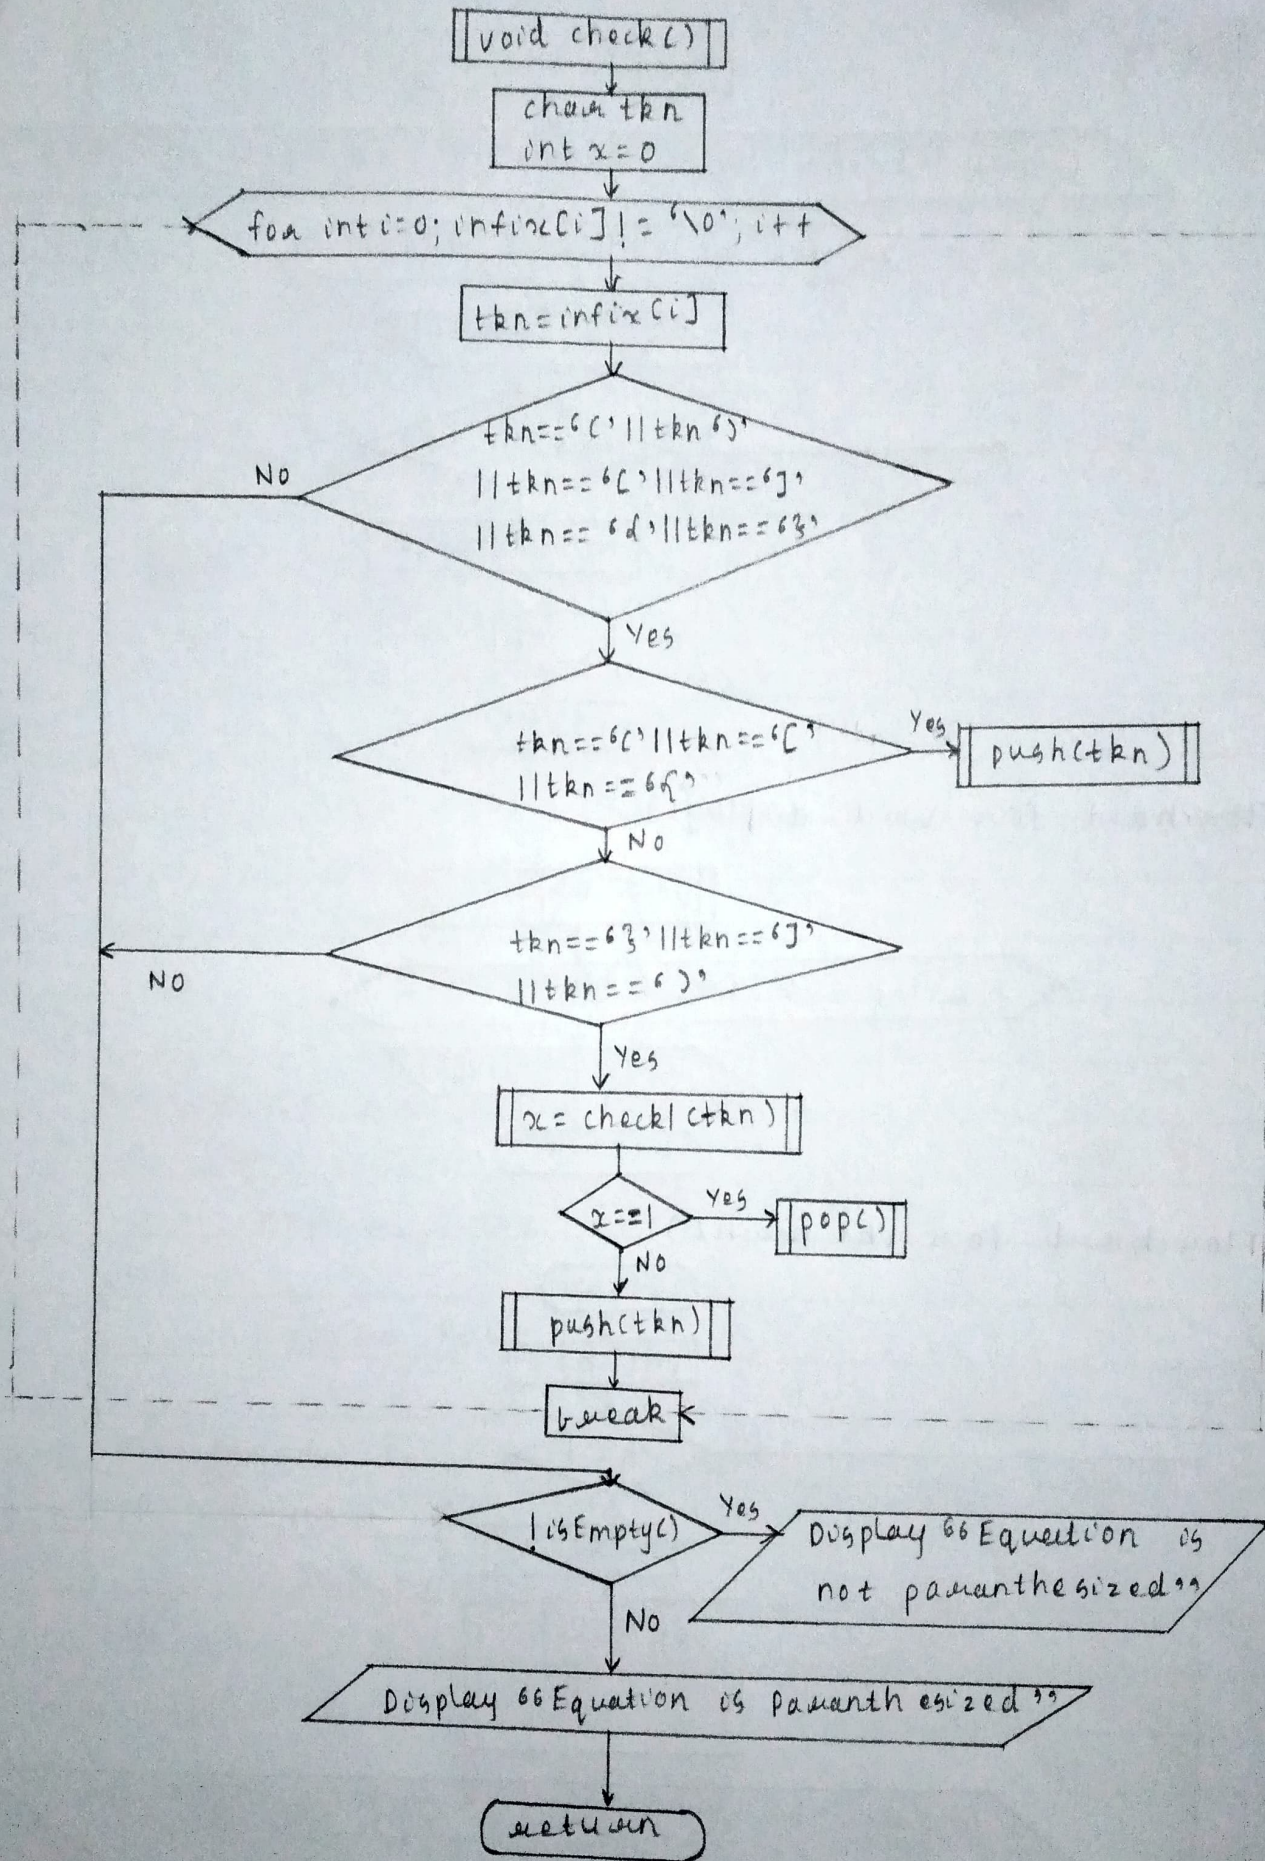 void check()
char tkn
int x=0
for int i=0; infix[i]!='\0'; i++
tkn=infix[i]
tkn=='('||tkn')'
||tkn=='['||tkn==']'
||tkn=='{'||tkn=='}'
No
Yes
tkn=='('||tkn=='['
||tkn=='{'
Yes
push(tkn)
No
tkn=='}'||tkn==']'
||tkn==')'
No
Yes
x=check1(tkn)
x==1
Yes
pop()
No
push(tkn)
break
!isEmpty()
Yes
Display "Equation is
not paranthesized"
No
Display "Equation is Paranthesized"
return